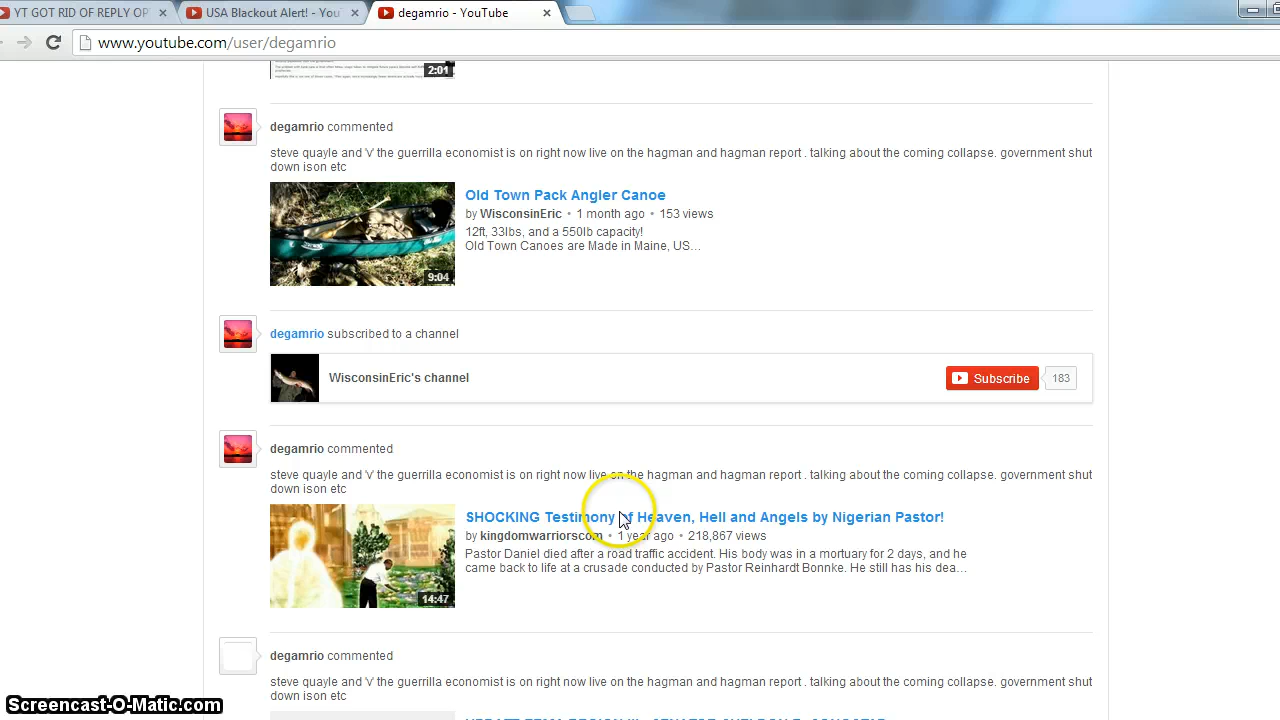 YT GOT RID OF REPLY OP
USA Blackout Alert! - You
degamrio - YouTube
www.youtube.com/user/degamrio
2:01
degamrio commented
steve quayle and 'v' the guerrilla economist is on right now live on the hagman and hagman report . talking about the coming collapse. government shut
down ison etc
Old Town Pack Angler Canoe
by WisconsinEric • 1 month ago • 153 views
12ft, 33lbs, and a 550lb capacity!
Old Town Canoes are Made in Maine, US...
9:04
degamrio subscribed to a channel
WisconsinEric's channel
Subscribe
183
degamrio commented
steve quayle and 'v' the guerrilla economist is on right now live on the hagman and hagman report . talking about the coming collapse. government shut
down ison etc
SHOCKING Testimony of Heaven, Hell and Angels by Nigerian Pastor!
by kingdomwarriorscom • 1 year ago • 218,867 views
Pastor Daniel died after a road traffic accident. His body was in a mortuary for 2 days, and he
came back to life at a crusade conducted by Pastor Reinhardt Bonnke. He still has his dea...
14:47
degamrio commented
steve quayle and 'v' the guerrilla economist is on right now live on the hagman and hagman report . talking about the coming collapse. government shut
down ison etc
Screencast-O-Matic.com